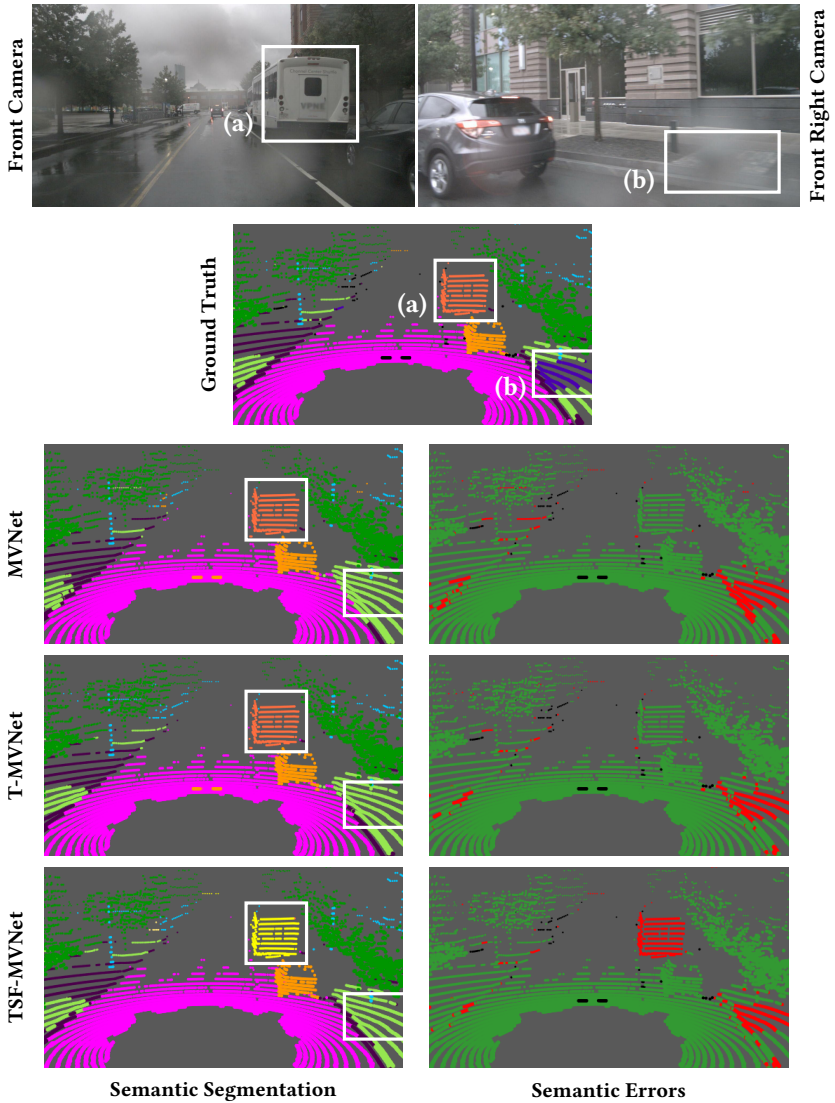 Front Camera
(a)
(b)
Front Right Camera
Ground Truth
(a)
(b)
MVNet
T-MVNet
TSF-MVNet
Semantic Segmentation
Semantic Errors